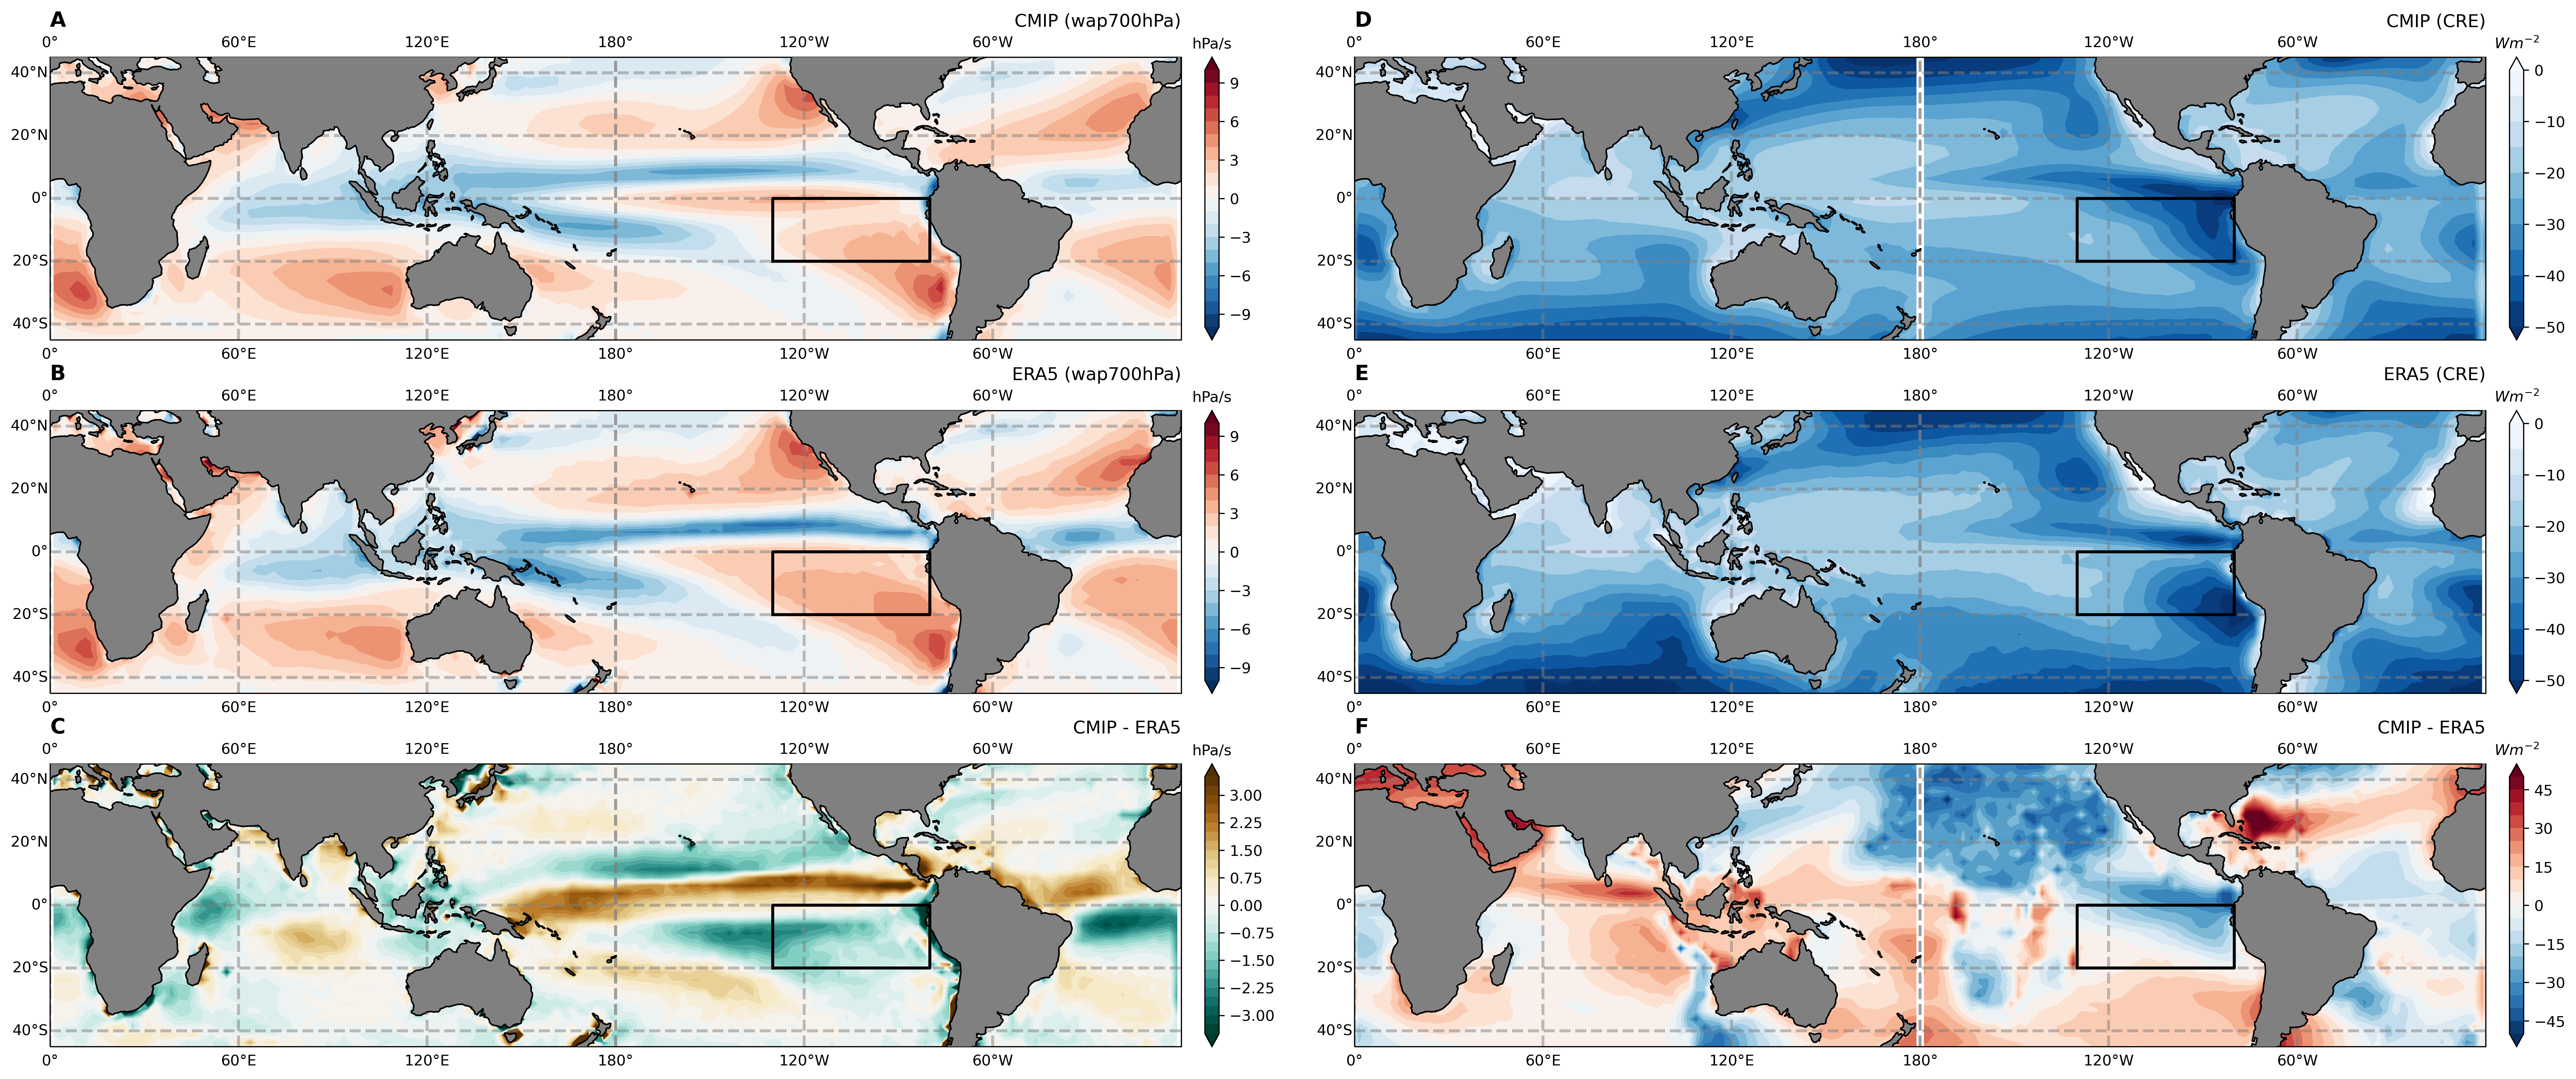 A CMIP (wap700hPa)
0° 60°E 120°E 180° 120°W 60°W hPa/s
40°N
20°N
0°
20°S
40°S
9
6
3
0
−3
−6
−9
0° 60°E 120°E 180° 120°W 60°W
D CMIP (CRE)
0° 60°E 120°E 180° 120°W 60°W Wm⁻²
40°N
20°N
0°
20°S
40°S
0
−10
−20
−30
−40
−50
0° 60°E 120°E 180° 120°W 60°W
B ERA5 (wap700hPa)
0° 60°E 120°E 180° 120°W 60°W hPa/s
40°N
20°N
0°
20°S
40°S
9
6
3
0
−3
−6
−9
0° 60°E 120°E 180° 120°W 60°W
E ERA5 (CRE)
0° 60°E 120°E 180° 120°W 60°W Wm⁻²
40°N
20°N
0°
20°S
40°S
0
−10
−20
−30
−40
−50
0° 60°E 120°E 180° 120°W 60°W
C CMIP - ERA5
0° 60°E 120°E 180° 120°W 60°W hPa/s
40°N
20°N
0°
20°S
40°S
3.00
2.25
1.50
0.75
0.00
−0.75
−1.50
−2.25
−3.00
0° 60°E 120°E 180° 120°W 60°W
F CMIP - ERA5
0° 60°E 120°E 180° 120°W 60°W Wm⁻²
40°N
20°N
0°
20°S
40°S
45
30
15
0
−15
−30
−45
0° 60°E 120°E 180° 120°W 60°W